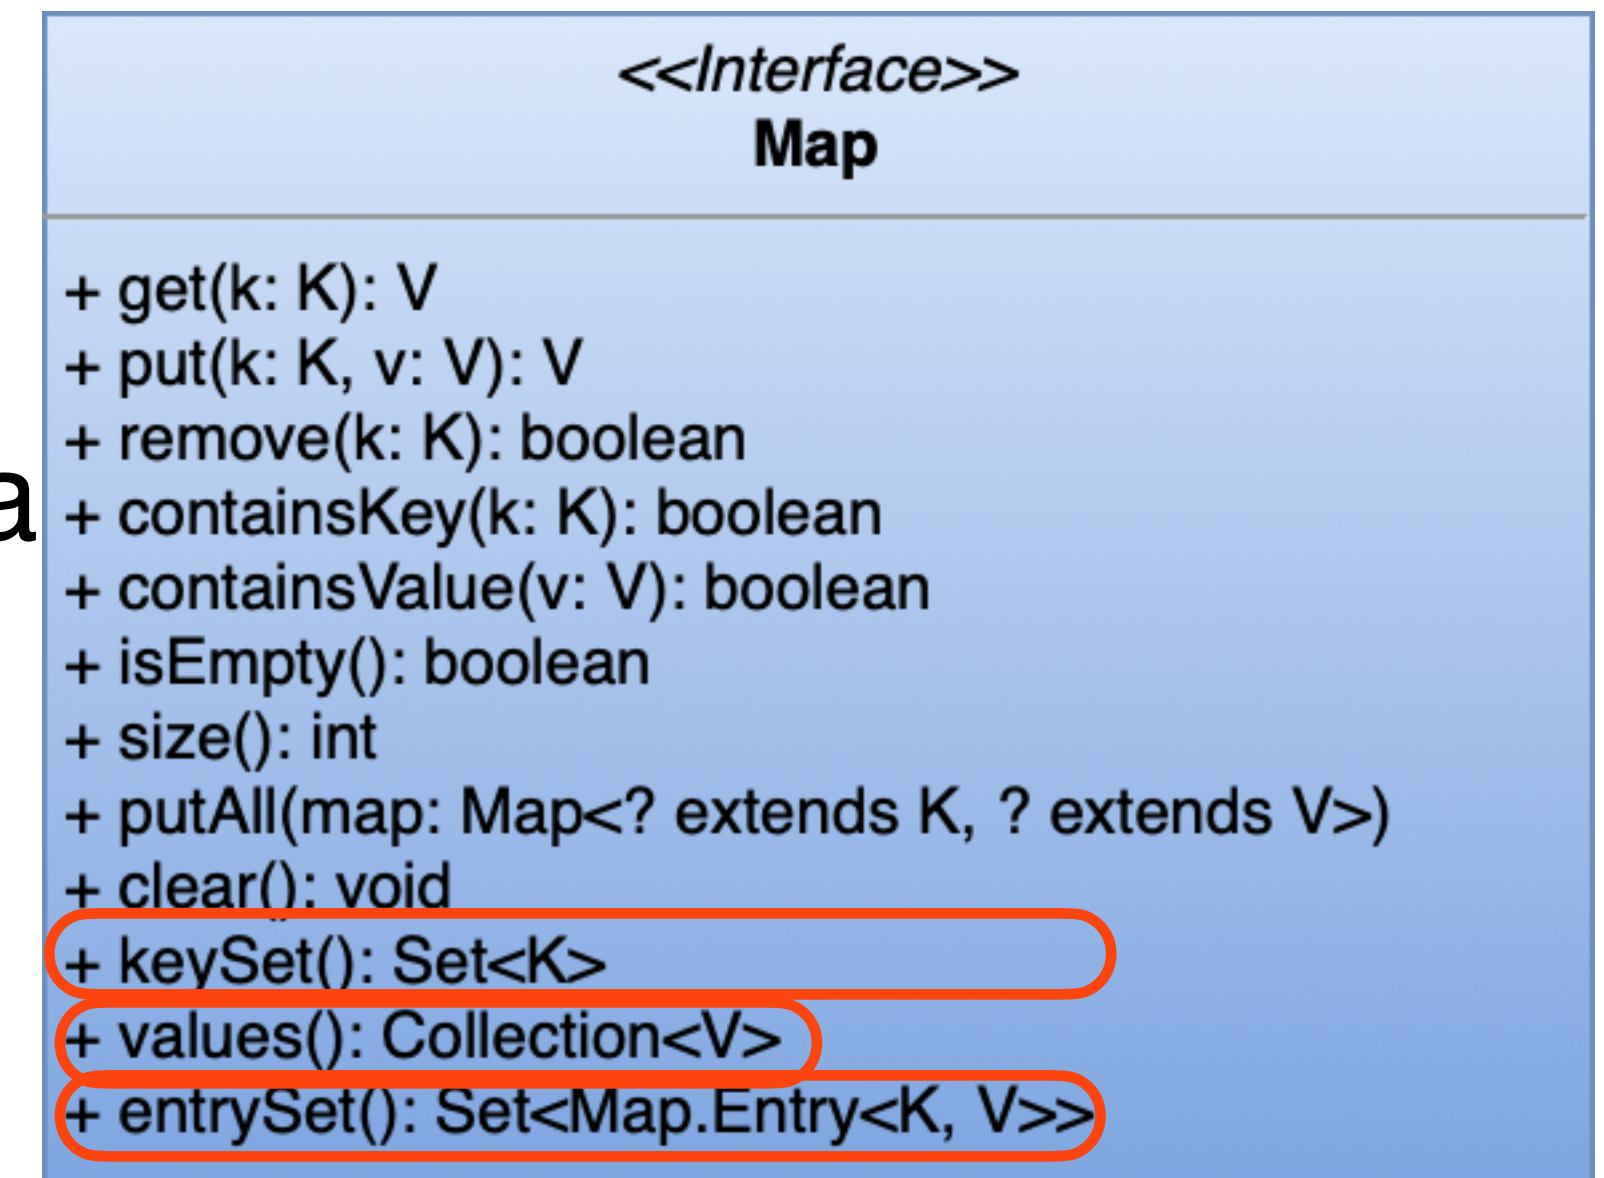 <<Interface>>
Map
+ get(k: K): V
+ put(k: K, v: V): V
+ remove(k: K): boolean
a
+ containsKey(k: K): boolean
+ containsValue(v: V): boolean
+ isEmpty(): boolean
+ size(): int
+ putAll(map: Map<? extends K, ? extends V>)
+ clear(): void
+ keySet(): Set<K>
+ values(): Collection<V>
+ entrySet(): Set<Map.Entry<K, V>>